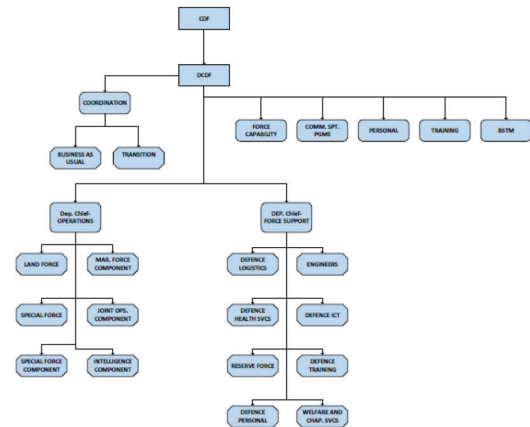 CDF
DCDF
COORDINATION
BUSINESS AS
USUAL
TRANSITION
FORCE
CAPABILITY
COMM. SPT.
PGME
PERSONAL
TRAINING
BSTM
Dep. Chief-
OPERATIONS
DEP. Chief-
FORCE SUPPORT
LAND FORCE
MAR. FORCE
COMPONENT
DEFENCE
LOGISTICS
ENGINEERS
SPECIAL FORCE
JOINT OPS.
COMPONENT
DEFENCE
HEALTH SVCS
DEFENCE ICT
SPECIAL FORCE
COMPONENT
INTELLIGENCE
COMPONENT
RESERVE FORCE
DEFENCE
TRAINING
DEFENCE
PERSONAL
WELFARE AND
CHAP. SVCS